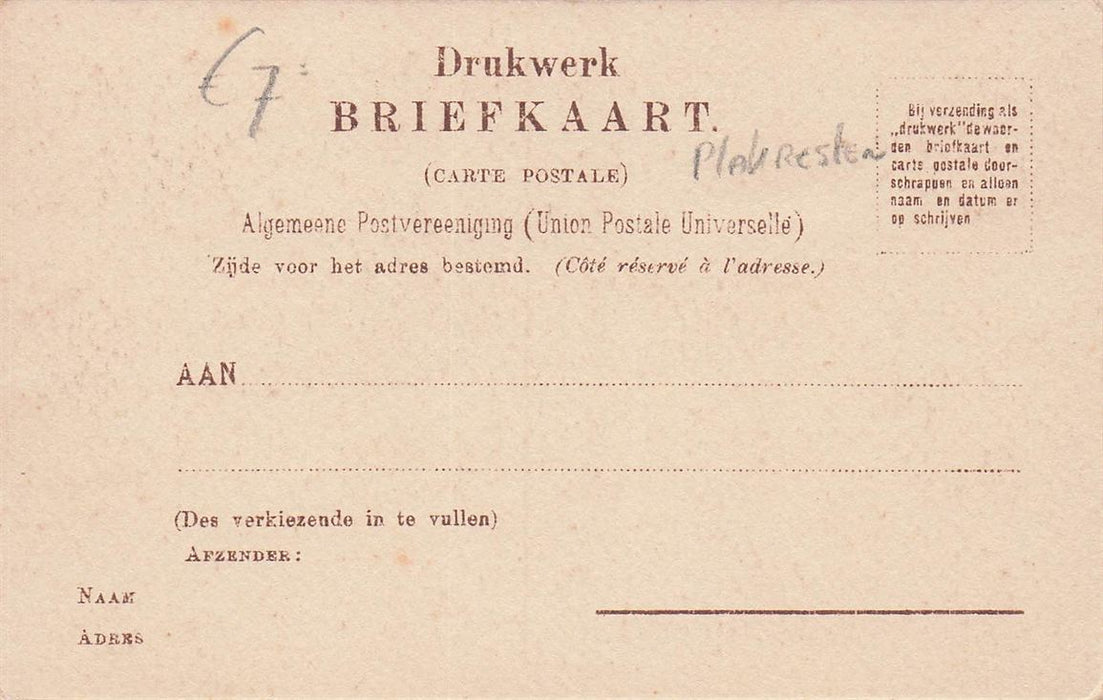 € 7=
Drukwerk
BRIEFKAART.
Plakresten
(CARTE POSTALE)
Algemeene Postvereeniging (Union Postale Universelle)
Zijde voor het adres bestemd. (Côté réservé à l'adresse.)
Bij verzending als
„drukwerk" de woor-
den briefkaart en
carte postale door-
schrappen en alleen
naam en datum er
op schrijven
AAN
(Des verkiezende in te vullen)
AFZENDER:
NAAM
ADRES